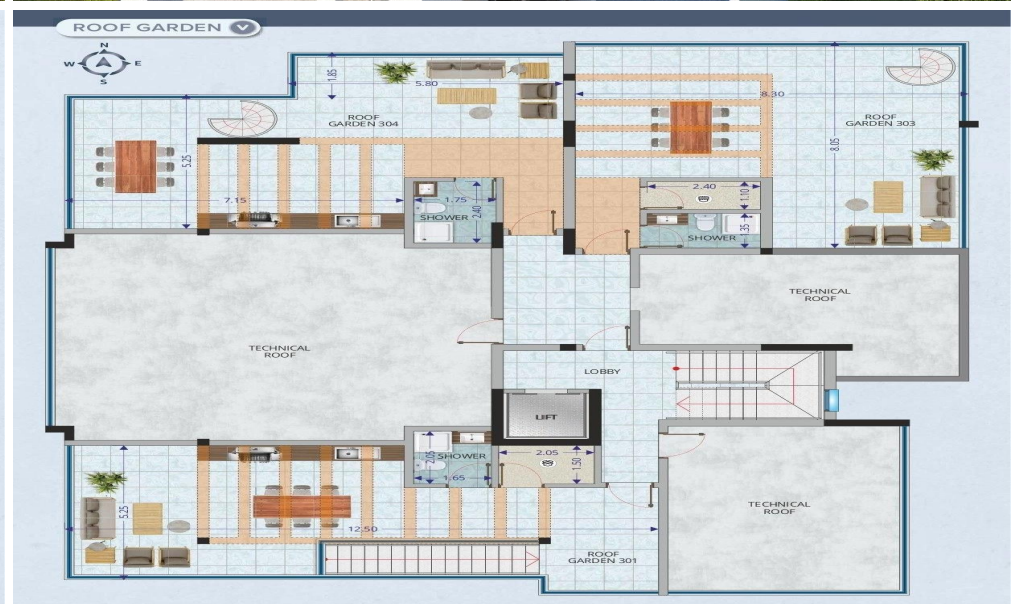 ROOF GARDEN
N
W E
S
1.85
5.80
ROOF
GARDEN 304
5.25
7.15
1.75
2.40
SHOWER
8.30
ROOF
GARDEN 303
8.05
2.40
1.10
SHOWER
1.35
TECHNICAL
ROOF
TECHNICAL
ROOF
LOBBY
LIFT
2.05
SHOWER
1.65
2.05
1.50
5.25
12.50
ROOF
GARDEN 301
TECHNICAL
ROOF